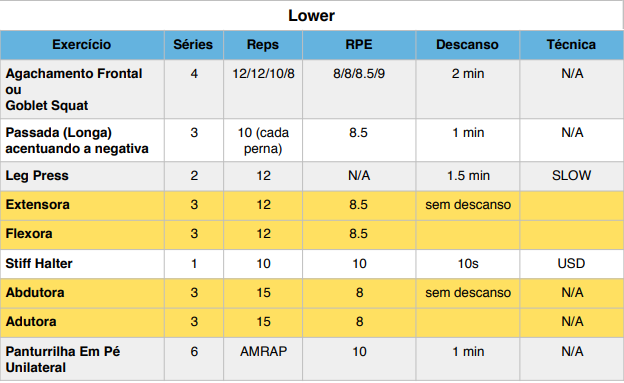 Lower
Exercício Séries Reps RPE Descanso Técnica
Agachamento Frontal
ou
Goblet Squat 4 12/12/10/8 8/8/8.5/9 2 min N/A
Passada (Longa)
acentuando a negativa 3 10 (cada
perna) 8.5 1 min N/A
Leg Press 2 12 N/A 1.5 min SLOW
Extensora 3 12 8.5 sem descanso
Flexora 3 12 8.5
Stiff Halter 1 10 10 10s USD
Abdutora 3 15 8 sem descanso N/A
Adutora 3 15 8 N/A
Panturrilha Em Pé
Unilateral 6 AMRAP 10 1 min N/A